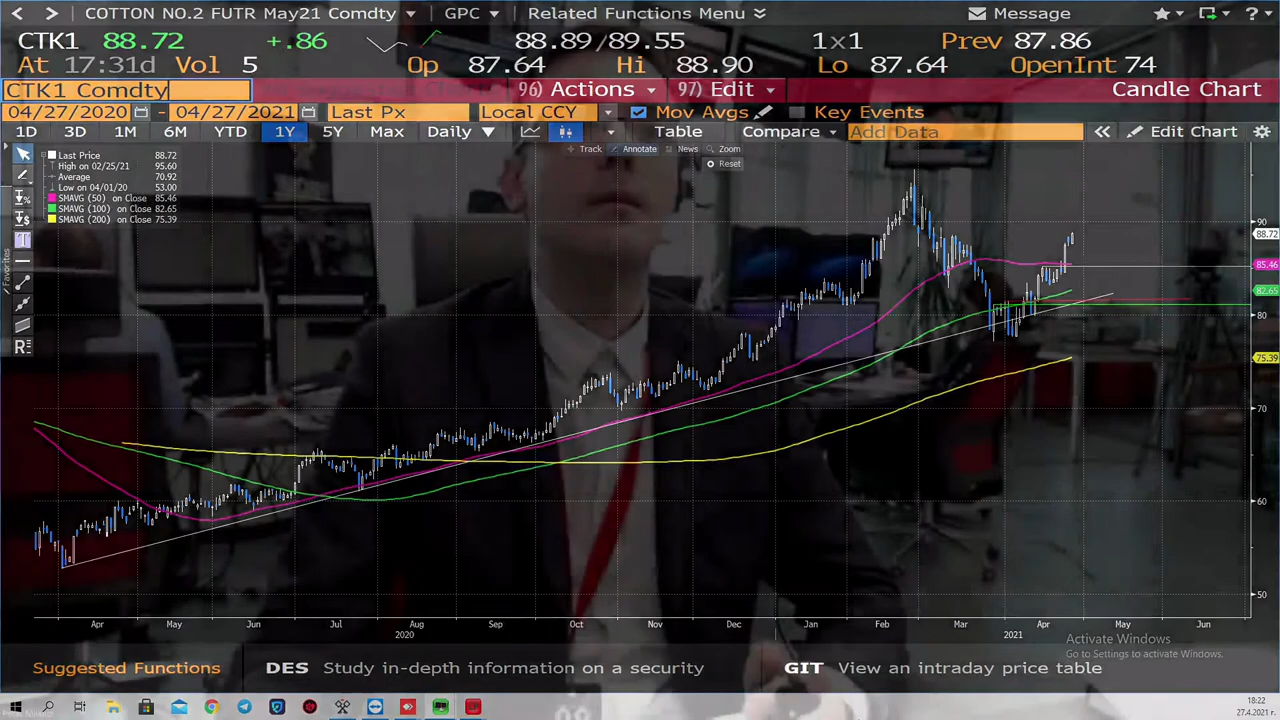 COTTON NO.2 FUTR May21 Comdty GPC Related Functions Menu Message
CTK1 88.72 +.86 88.89/89.55 1×1 Prev 87.86
At 17:31d Vol 5 Op 87.64 Hi 88.90 Lo 87.64 OpenInt 74
CTK1 Comdty 96) Actions 97) Edit Candle Chart
04/27/2020 - 04/27/2021 Last Px Local CCY Mov Avgs Key Events
1D 3D 1M 6M YTD 1Y 5Y Max Daily Table Compare Add Data Edit Chart
Track Annotate News Zoom
Reset
Last Price 88.72
High on 02/25/21 95.60
Average 70.92
Low on 04/01/20 53.00
SMAVG (50) on Close 85.46
SMAVG (100) on Close 82.65
SMAVG (200) on Close 75.39
Favorites
90
88.72
85.46
82.65
80
75.39
70
60
50
Apr May Jun Jul Aug Sep Oct Nov Dec Jan Feb Mar Apr May Jun
2020 2021
Activate Windows
Go to Settings to activate Windows.
Suggested Functions DES Study in-depth information on a security GIT View an intraday price table
18:22
27.4.2021 г.